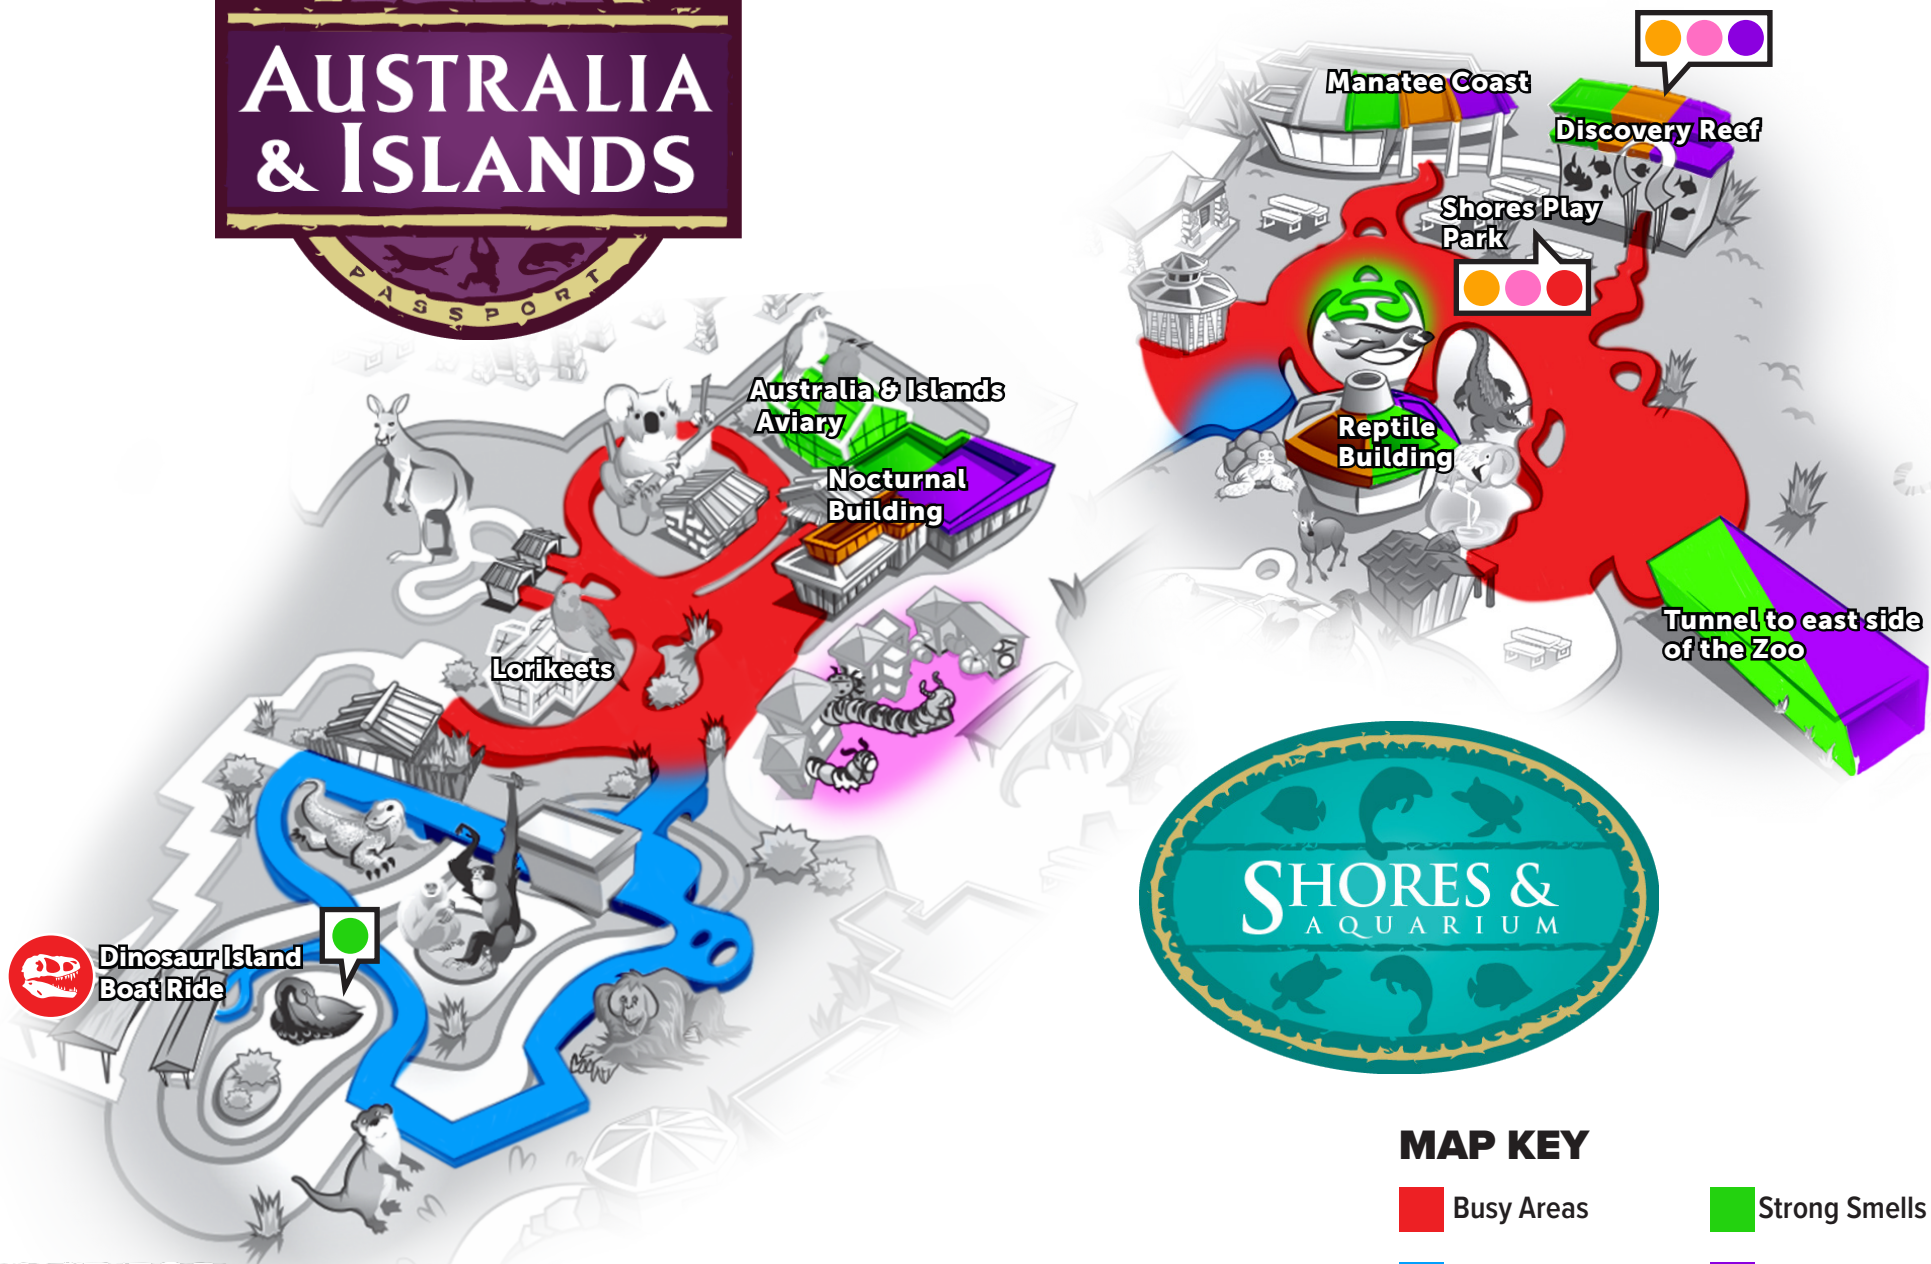 AUSTRALIA
& ISLANDS
PASSPORT
Manatee Coast
Discovery Reef
Shores Play
Park
Reptile
Building
Tunnel to east side
of the Zoo
Australia & Islands
Aviary
Nocturnal
Building
Lorikeets
Dinosaur Island
Boat Ride
SHORES &
AQUARIUM
MAP KEY
Busy Areas
Strong Smells